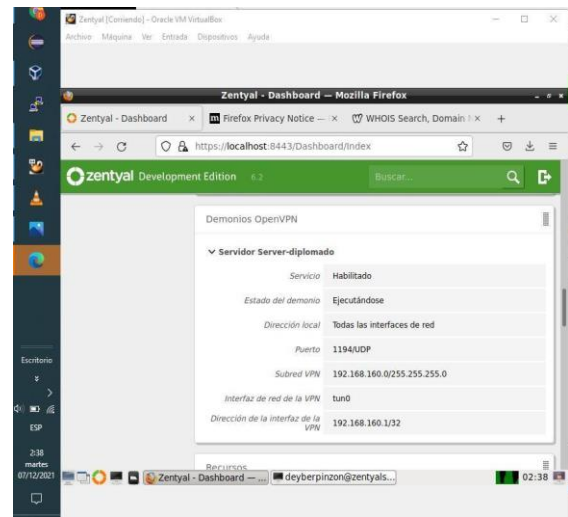 Zentyal [Corriendo] - Oracle VM VirtualBox
Archivo Máquina Ver Entrada Dispositivos Ayuda
Zentyal - Dashboard — Mozilla Firefox
Zentyal - Dashboard × Firefox Privacy Notice — × WHOIS Search, Domain N × +
https://localhost:8443/Dashboard/Index
zentyal Development Edition 6.2 Buscar...
Demonios OpenVPN
Servidor Server-diplomado
Servicio Habilitado
Estado del demonio Ejecutándose
Dirección local Todas las interfaces de red
Puerto 1194/UDP
Subred VPN 192.168.160.0/255.255.255.0
Interfaz de red de la VPN tun0
Dirección de la interfaz de la
VPN 192.168.160.1/32
Recursos
Zentyal - Dashboard — ... deyberpinzon@zentyals... 02:38
Escritorio
ESP
2:38
martes
07/12/2021